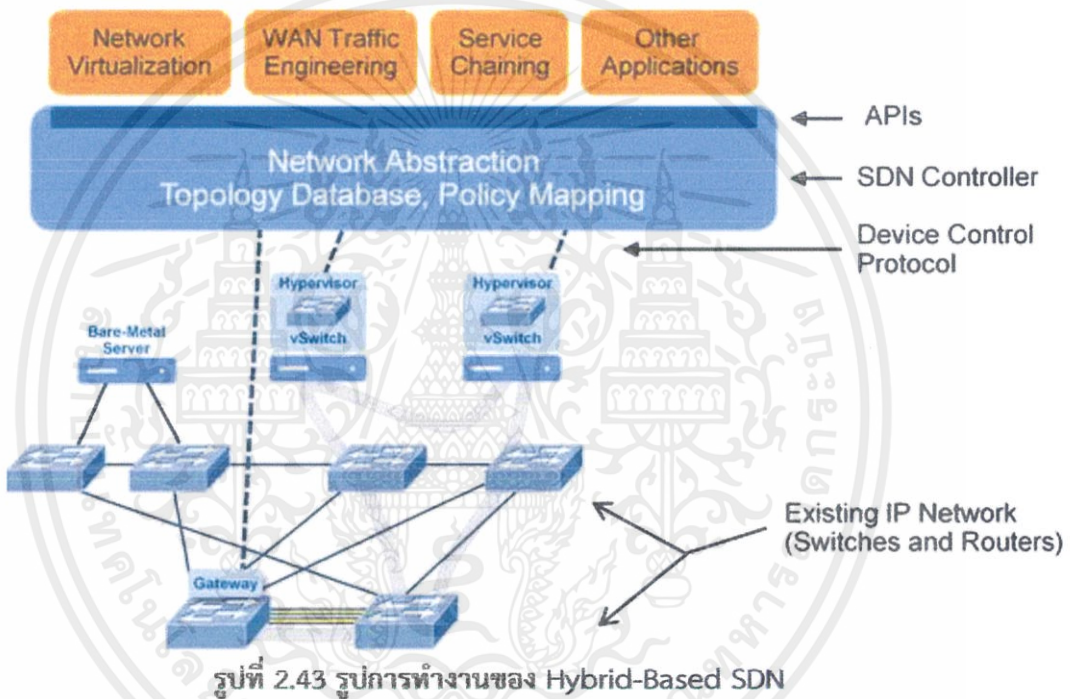 Network
Virtualization
WAN Traffic
Engineering
Service
Chaining
Other
Applications
APIs
Network Abstraction
Topology Database, Policy Mapping
SDN Controller
Device Control
Protocol
Hypervisor
vSwitch
Hypervisor
vSwitch
Bare-Metal
Server
Existing IP Network
(Switches and Routers)
Gateway
รูปที่ 2.43 รูปการทำงานของ Hybrid-Based SDN